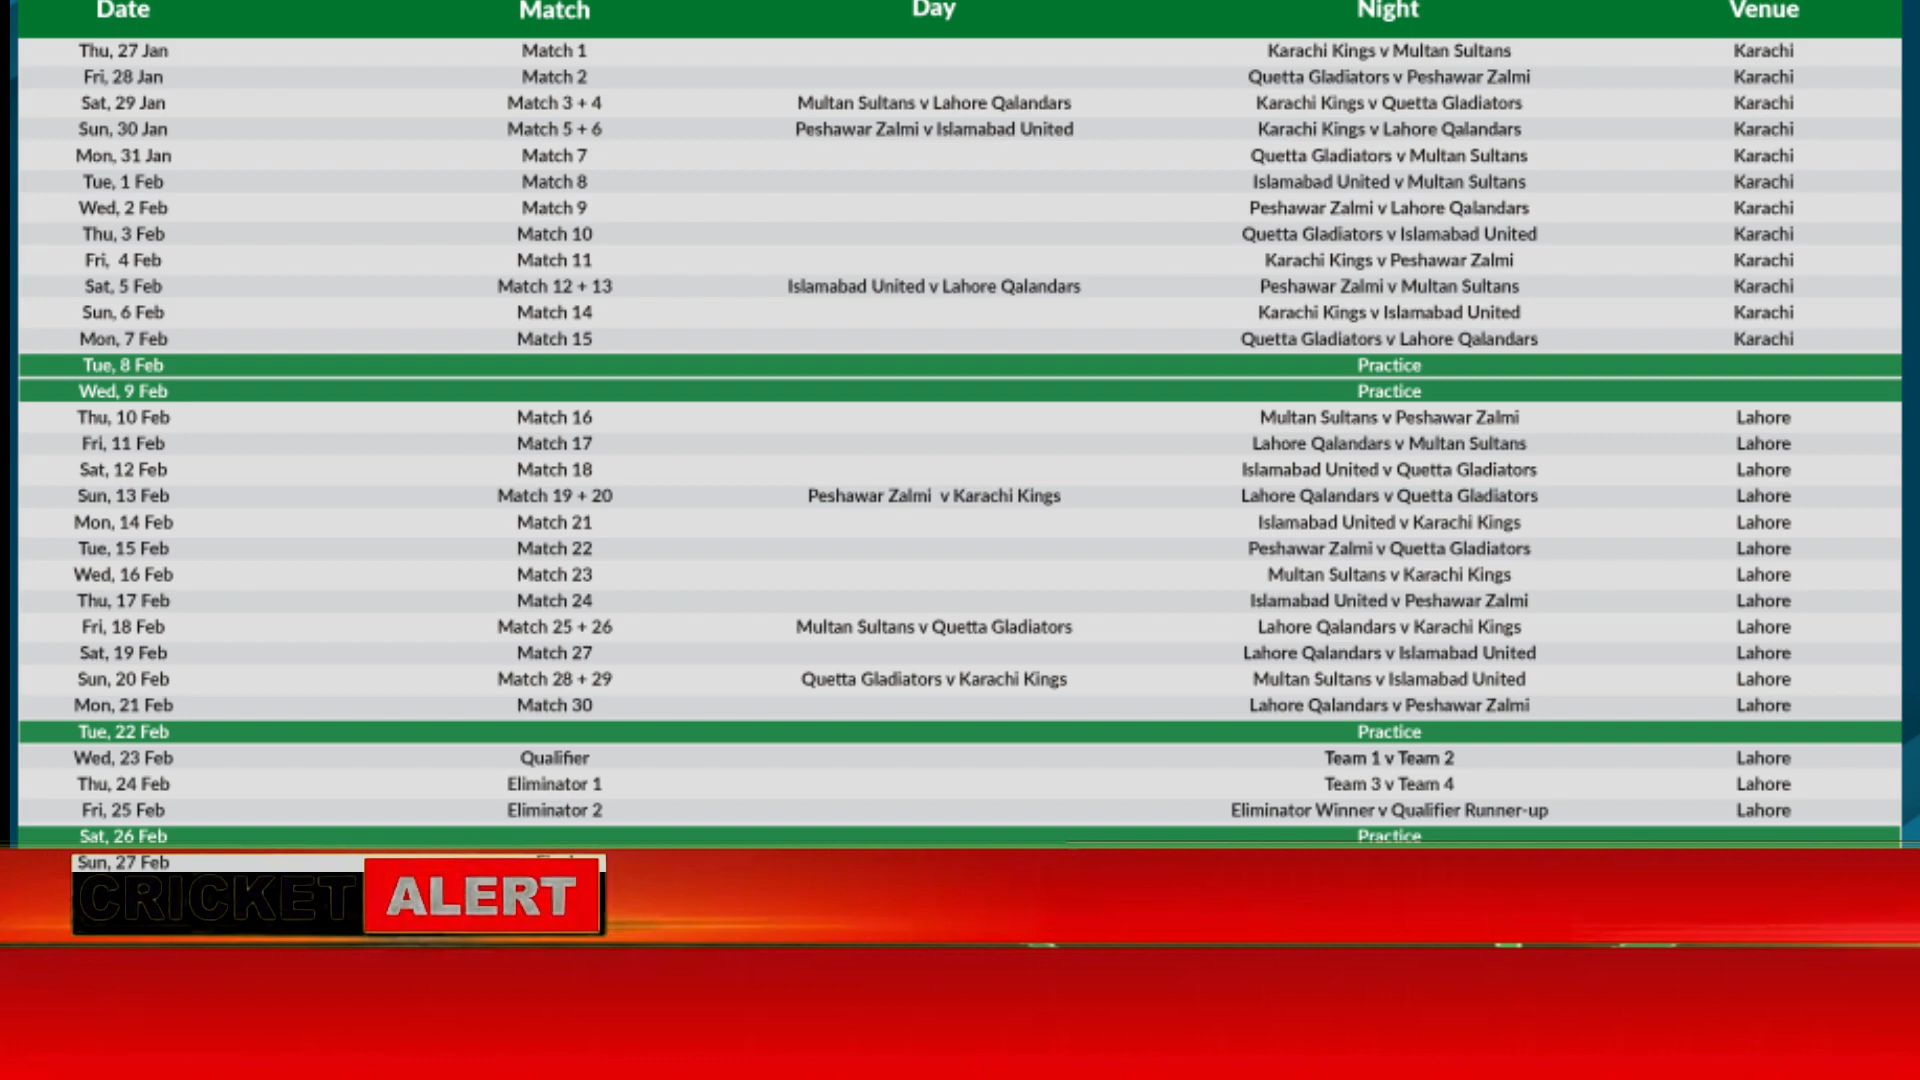 Date Match Day Night Venue
Thu, 27 Jan Match 1 Karachi Kings v Multan Sultans Karachi
Fri, 28 Jan Match 2 Quetta Gladiators v Peshawar Zalmi Karachi
Sat, 29 Jan Match 3 + 4 Multan Sultans v Lahore Qalandars Karachi Kings v Quetta Gladiators Karachi
Sun, 30 Jan Match 5 + 6 Peshawar Zalmi v Islamabad United Karachi Kings v Lahore Qalandars Karachi
Mon, 31 Jan Match 7 Quetta Gladiators v Multan Sultans Karachi
Tue, 1 Feb Match 8 Islamabad United v Multan Sultans Karachi
Wed, 2 Feb Match 9 Peshawar Zalmi v Lahore Qalandars Karachi
Thu, 3 Feb Match 10 Quetta Gladiators v Islamabad United Karachi
Fri, 4 Feb Match 11 Karachi Kings v Peshawar Zalmi Karachi
Sat, 5 Feb Match 12 + 13 Islamabad United v Lahore Qalandars Peshawar Zalmi v Multan Sultans Karachi
Sun, 6 Feb Match 14 Karachi Kings v Islamabad United Karachi
Mon, 7 Feb Match 15 Quetta Gladiators v Lahore Qalandars Karachi
Tue, 8 Feb Practice
Wed, 9 Feb Practice
Thu, 10 Feb Match 16 Multan Sultans v Peshawar Zalmi Lahore
Fri, 11 Feb Match 17 Lahore Qalandars v Multan Sultans Lahore
Sat, 12 Feb Match 18 Islamabad United v Quetta Gladiators Lahore
Sun, 13 Feb Match 19 + 20 Peshawar Zalmi v Karachi Kings Lahore Qalandars v Quetta Gladiators Lahore
Mon, 14 Feb Match 21 Islamabad United v Karachi Kings Lahore
Tue, 15 Feb Match 22 Peshawar Zalmi v Quetta Gladiators Lahore
Wed, 16 Feb Match 23 Multan Sultans v Karachi Kings Lahore
Thu, 17 Feb Match 24 Islamabad United v Peshawar Zalmi Lahore
Fri, 18 Feb Match 25 + 26 Multan Sultans v Quetta Gladiators Lahore Qalandars v Karachi Kings Lahore
Sat, 19 Feb Match 27 Lahore Qalandars v Islamabad United Lahore
Sun, 20 Feb Match 28 + 29 Quetta Gladiators v Karachi Kings Multan Sultans v Islamabad United Lahore
Mon, 21 Feb Match 30 Lahore Qalandars v Peshawar Zalmi Lahore
Tue, 22 Feb Practice
Wed, 23 Feb Qualifier Team 1 v Team 2 Lahore
Thu, 24 Feb Eliminator 1 Team 3 v Team 4 Lahore
Fri, 25 Feb Eliminator 2 Eliminator Winner v Qualifier Runner-up Lahore
Sat, 26 Feb Practice
Sun, 27 Feb
CRICKET ALERT